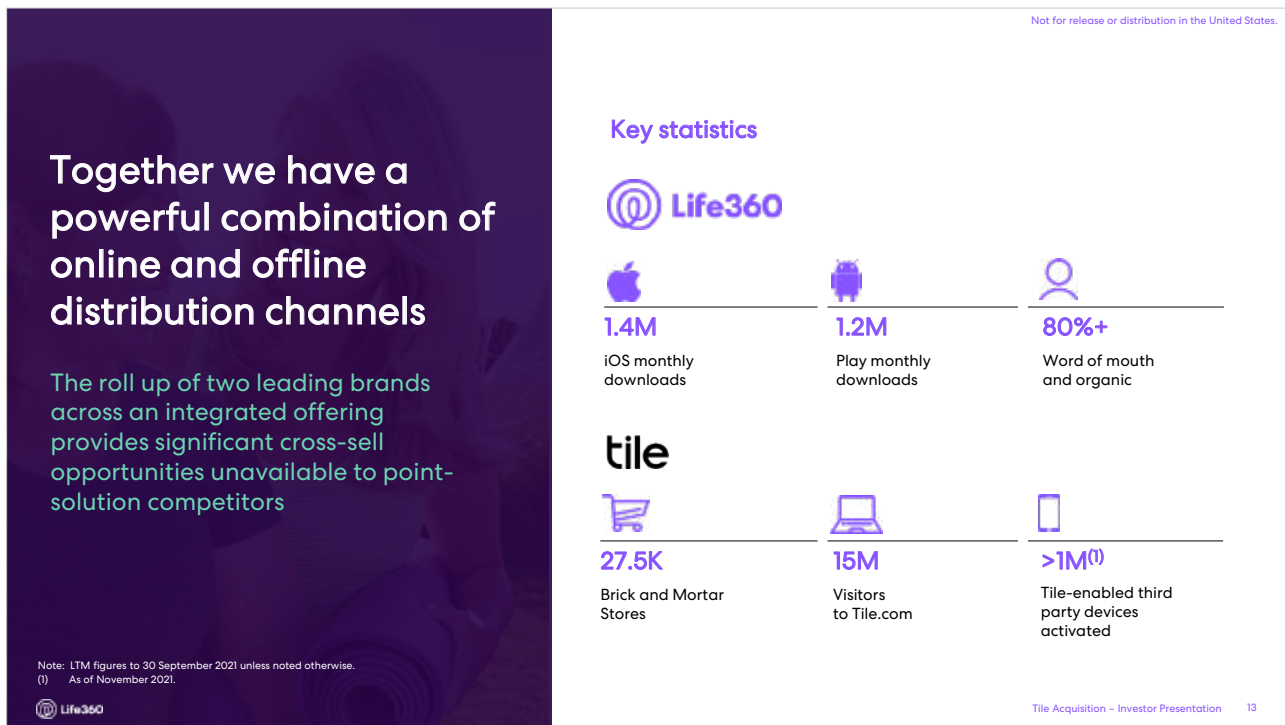 Not for release or distribution in the United States.
Together we have a
powerful combination of
online and offline
distribution channels
The roll up of two leading brands
across an integrated offering
provides significant cross-sell
opportunities unavailable to point-
solution competitors
Note: LTM figures to 30 September 2021 unless noted otherwise.
(1) As of November 2021.
Life360
Key statistics
Life360
1.4M
iOS monthly
downloads
1.2M
Play monthly
downloads
80%+
Word of mouth
and organic
tile
27.5K
Brick and Mortar
Stores
15M
Visitors
to Tile.com
>1M(1)
Tile-enabled third
party devices
activated
Tile Acquisition – Investor Presentation 13